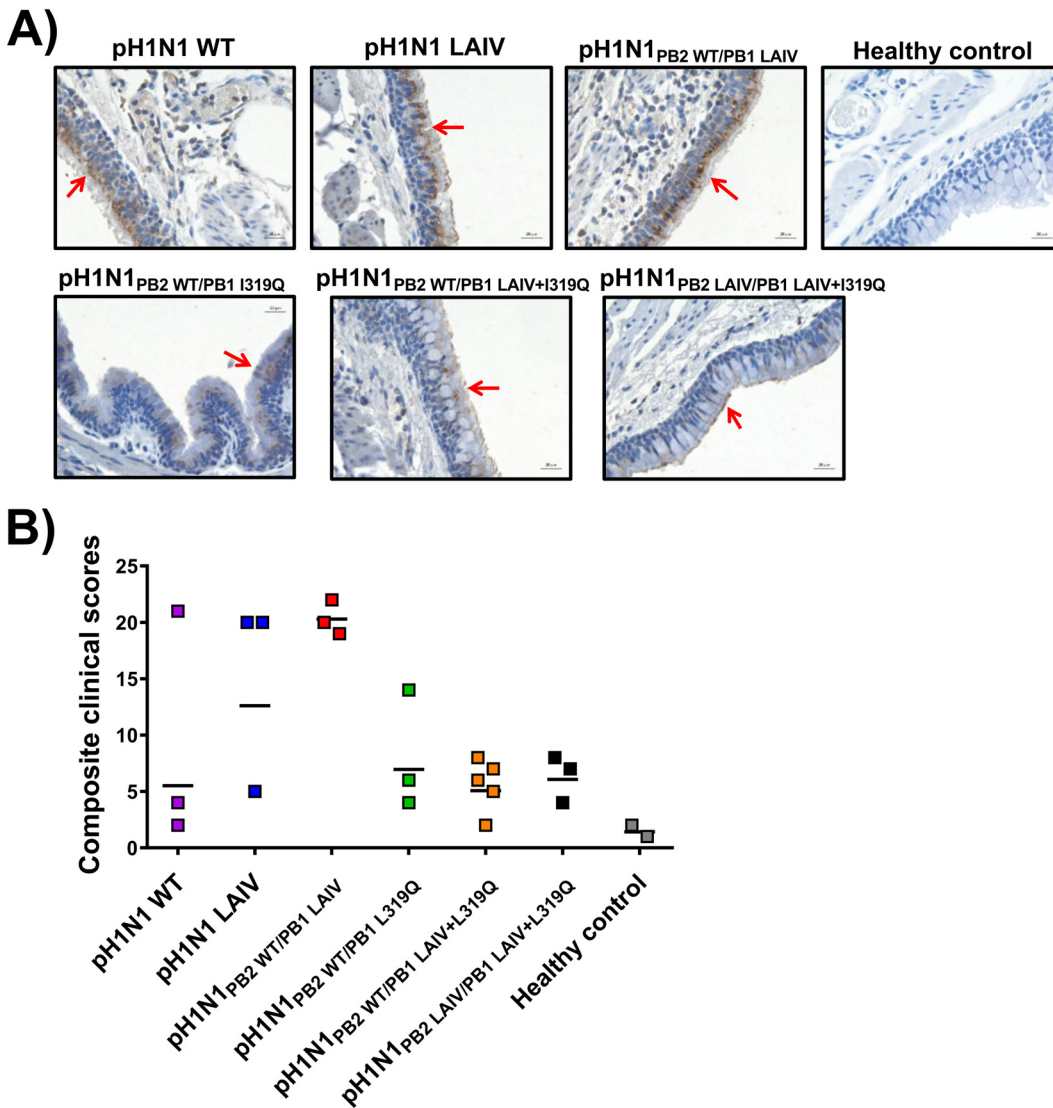 A)
pH1N1 WT
pH1N1 LAIV
pH1N1PB2 WT/PB1 LAIV
Healthy control
pH1N1PB2 WT/PB1 I319Q
pH1N1PB2 WT/PB1 LAIV+I319Q
pH1N1PB2 LAIV/PB1 LAIV+I319Q
B)
Composite clinical scores
25
20
15
10
5
0
pH1N1 WT
pH1N1 LAIV
pH1N1PB2 WT/PB1 LAIV
pH1N1PB2 WT/PB1 L319Q
pH1N1PB2 WT/PB1 LAIV+L319Q
pH1N1PB2 LAIV/PB1 LAIV+L319Q
Healthy control